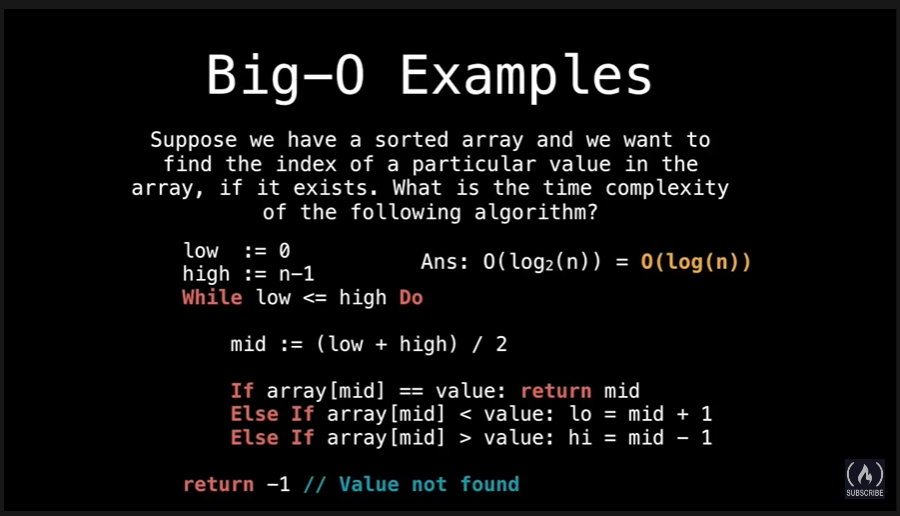 Big-O Examples
Suppose we have a sorted array and we want to
find the index of a particular value in the
array, if it exists. What is the time complexity
of the following algorithm?
low := 0
high := n-1
Ans: O(log₂(n)) = O(log(n))
While low <= high Do
mid := (low + high) / 2
If array[mid] == value: return mid
Else If array[mid] < value: lo = mid + 1
Else If array[mid] > value: hi = mid - 1
return -1 // Value not found
SUBSCRIBE